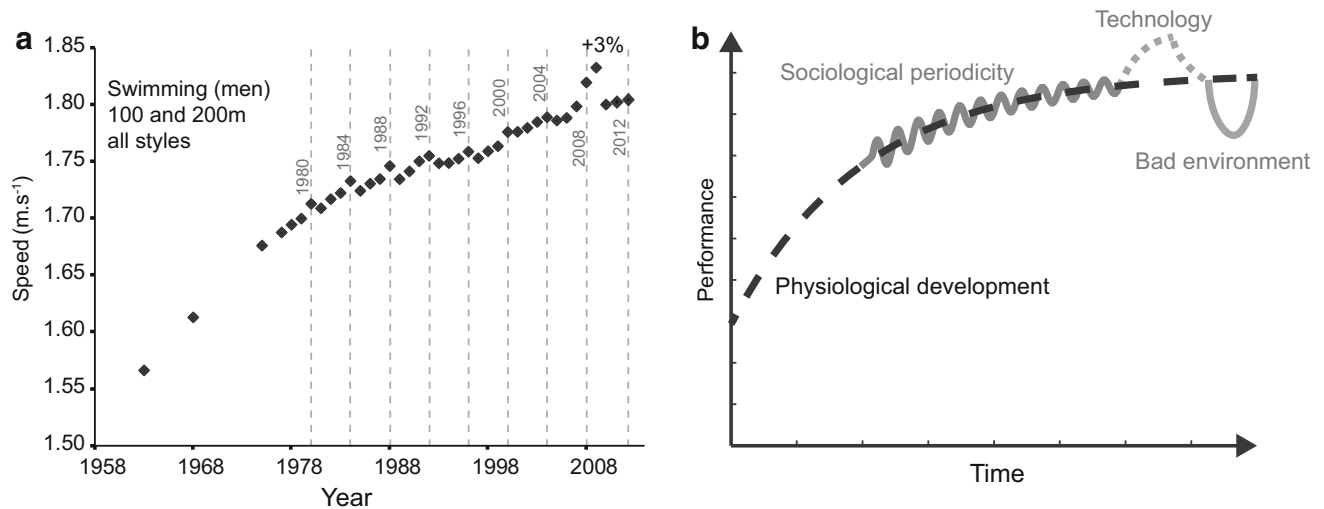 a
1.85
1.80
1.75
1.70
1.65
1.60
1.55
1.50
Speed (m.s-1)
Swimming (men)
100 and 200m
all styles
+3%
1980
1984
1988
1992
1996
2000
2004
2008
2012
1958
1968
1978
1988
1998
2008
Year
b
Technology
Sociological periodicity
Bad environment
Physiological development
Performance
Time